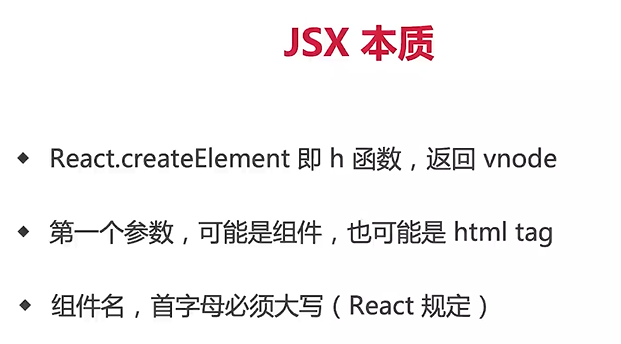 JSX 本质
◆ React.createElement 即 h 函数，返回 vnode
◆ 第一个参数，可能是组件，也可能是 html tag
◆ 组件名，首字母必须大写（React 规定）